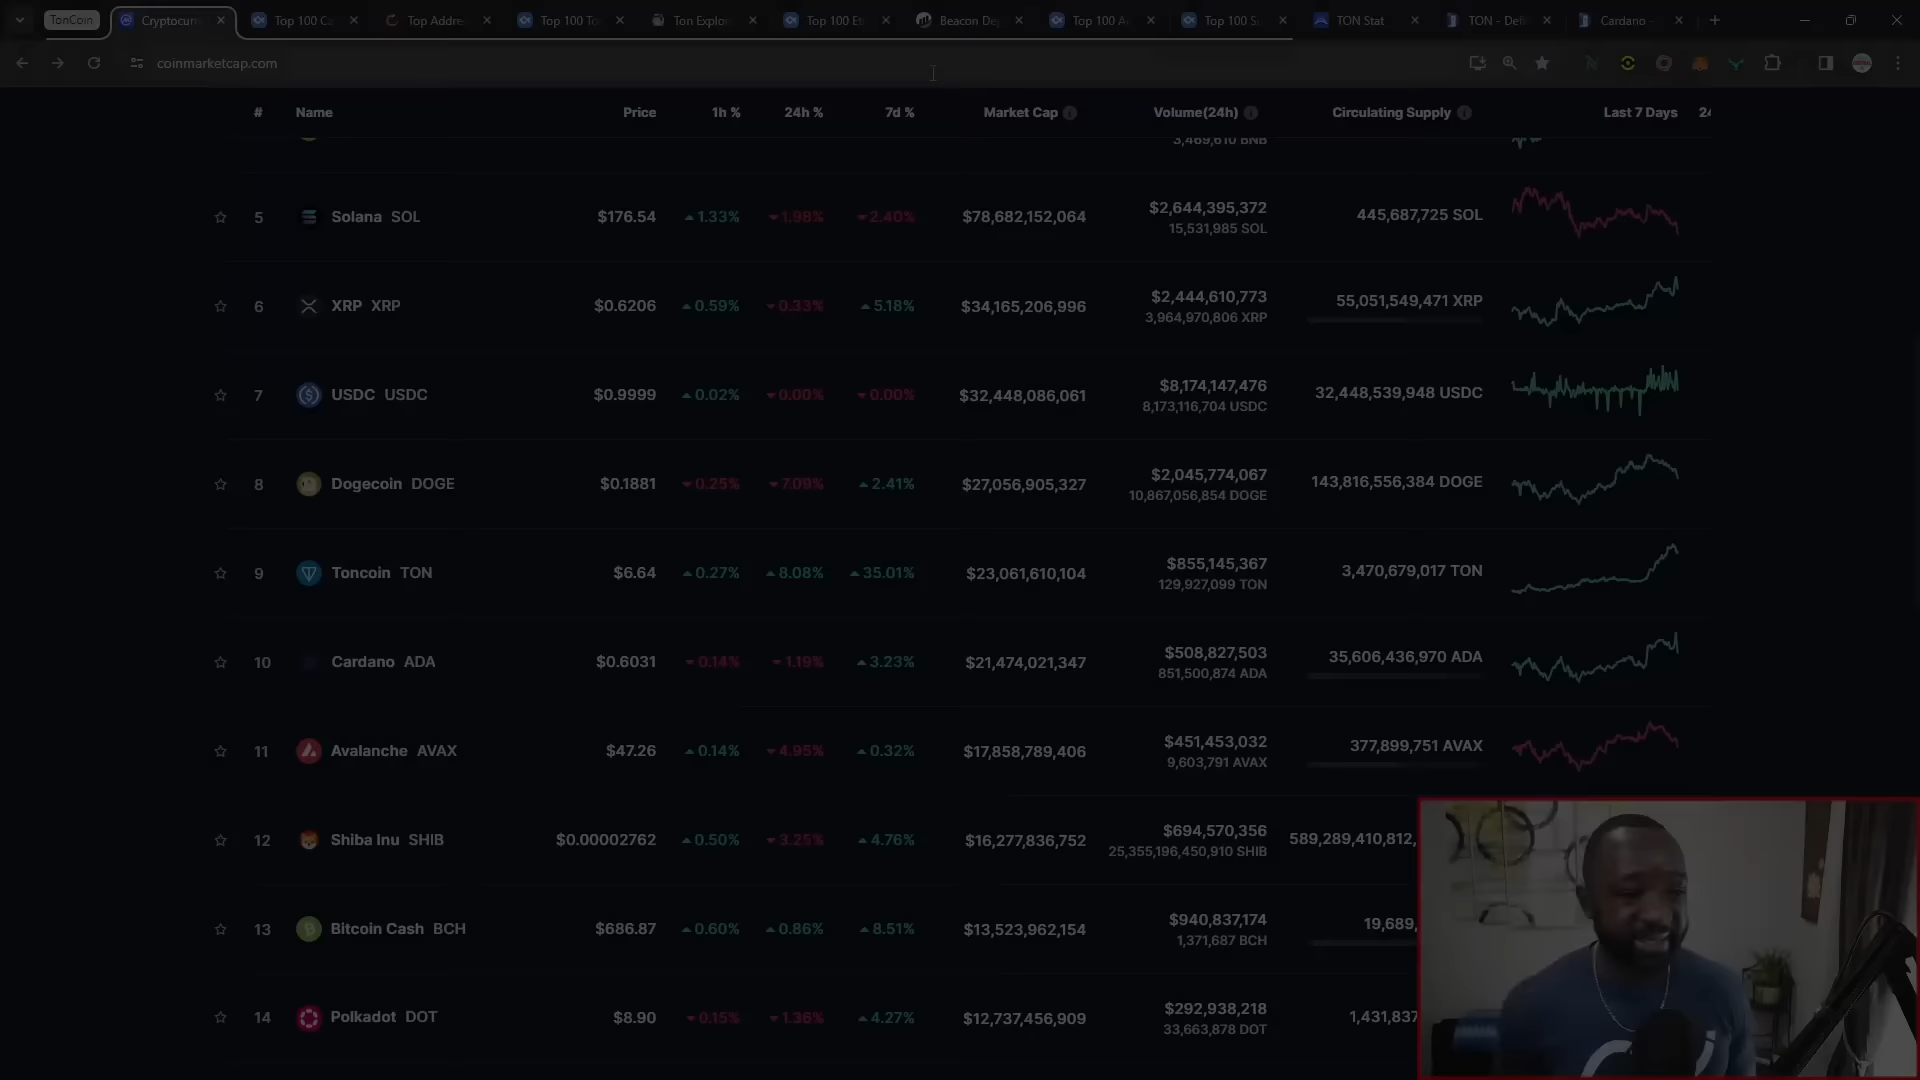 TonCoin
Cryptocurr
Top 100 Ca
Top Addre
Top 100 To
Ton Explor
Top 100 Et
Beacon De
Top 100 A
Top 100 S
TON Stat
TON - Defi
Cardano -
coinmarketcap.com
# Name Price 1h % 24h % 7d % Market Cap Volume(24h) Circulating Supply Last 7 Days 24
3,469,610 BNB
5 Solana SOL $176.54 1.33% 1.98% 2.40% $78,682,152,064 $2,644,395,372 445,687,725 SOL
15,531,985 SOL
6 XRP XRP $0.6206 0.59% 0.33% 5.18% $34,165,206,996 $2,444,610,773 55,051,549,471 XRP
3,964,970,806 XRP
7 USDC USDC $0.9999 0.02% 0.00% 0.00% $32,448,086,061 $8,174,147,476 32,448,539,948 USDC
8,173,116,704 USDC
8 Dogecoin DOGE $0.1881 0.25% 7.09% 2.41% $27,056,905,327 $2,045,774,067 143,816,556,384 DOGE
10,867,056,854 DOGE
9 Toncoin TON $6.64 0.27% 8.08% 35.01% $23,061,610,104 $855,145,367 3,470,679,017 TON
129,927,099 TON
10 Cardano ADA $0.6031 0.14% 1.19% 3.23% $21,474,021,347 $508,827,503 35,606,436,970 ADA
851,500,874 ADA
11 Avalanche AVAX $47.26 0.14% 4.95% 0.32% $17,858,789,406 $451,453,032 377,899,751 AVAX
9,603,791 AVAX
12 Shiba Inu SHIB $0.00002762 0.50% 3.25% 4.76% $16,277,836,752 $694,570,356 589,289,410,812,
25,355,196,450,910 SHIB
13 Bitcoin Cash BCH $686.87 0.60% 0.86% 8.51% $13,523,962,154 $940,837,174 19,689,
1,371,687 BCH
14 Polkadot DOT $8.90 0.15% 1.36% 4.27% $12,737,456,909 $292,938,218 1,431,837
33,663,878 DOT